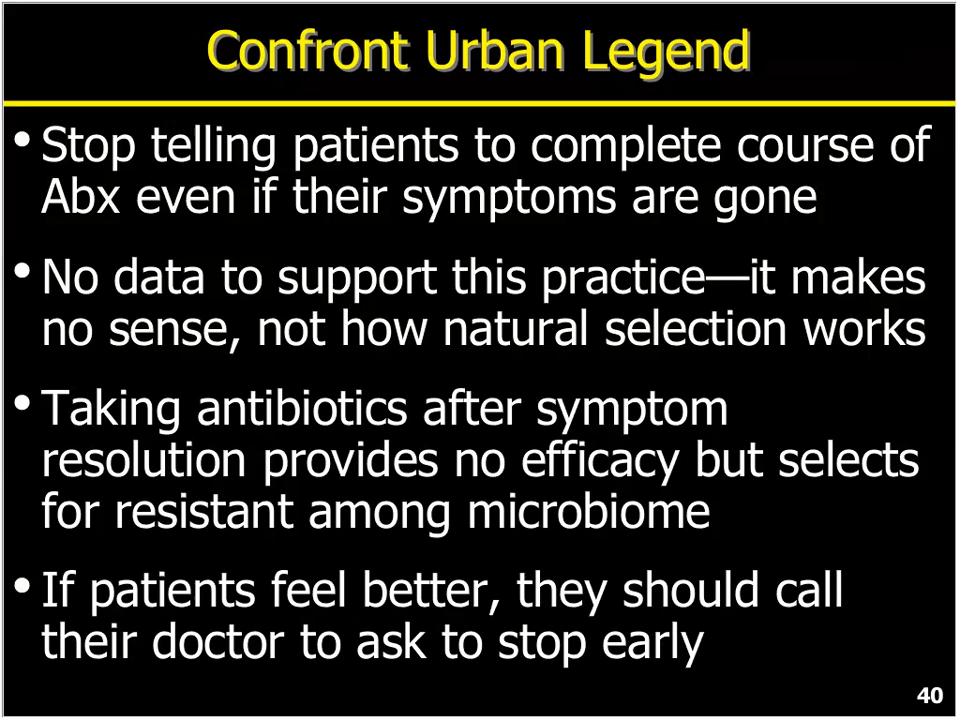 Confront Urban Legend
• Stop telling patients to complete course of
Abx even if their symptoms are gone
• No data to support this practice—it makes
no sense, not how natural selection works
• Taking antibiotics after symptom
resolution provides no efficacy but selects
for resistant among microbiome
• If patients feel better, they should call
their doctor to ask to stop early
40